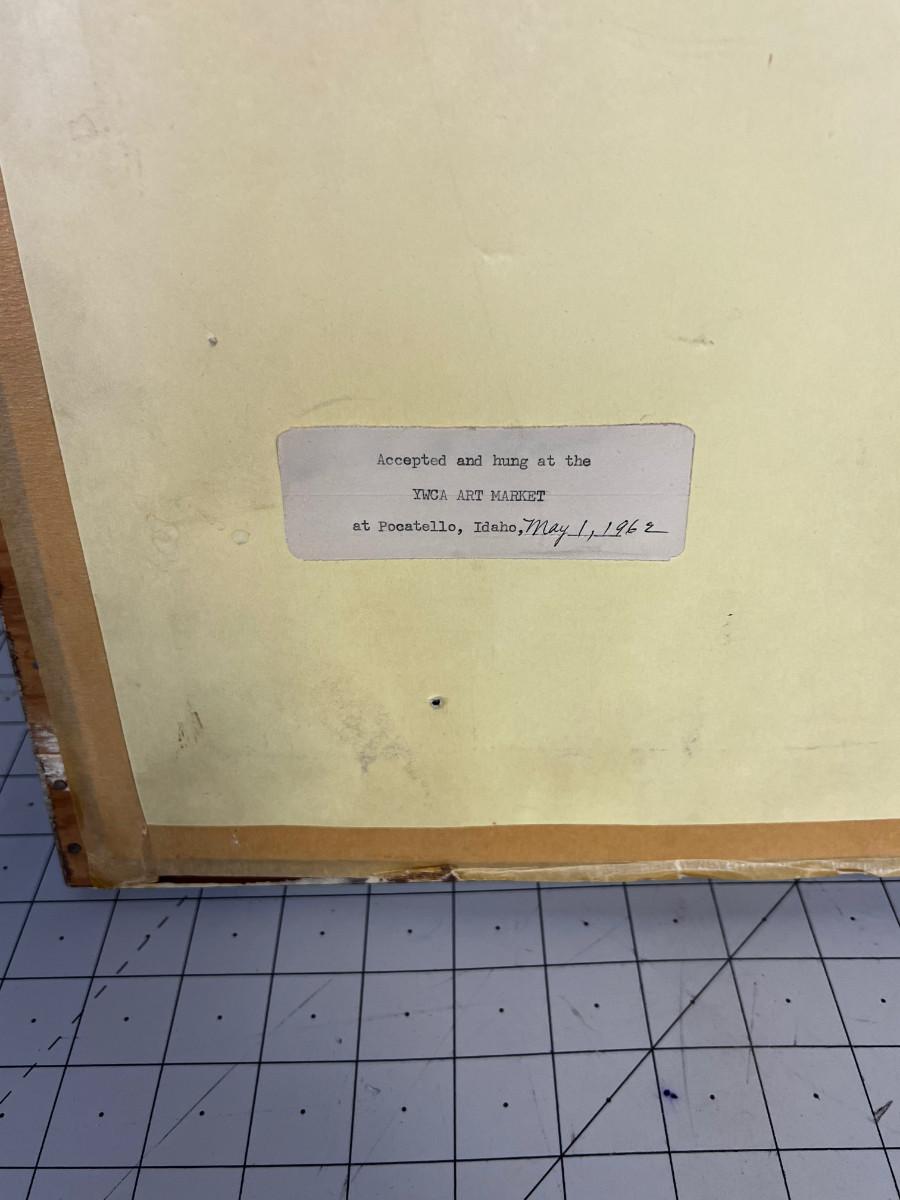 Accepted and hung at the
YWCA ART MARKET
at Pocatello, Idaho, May 1, 1962